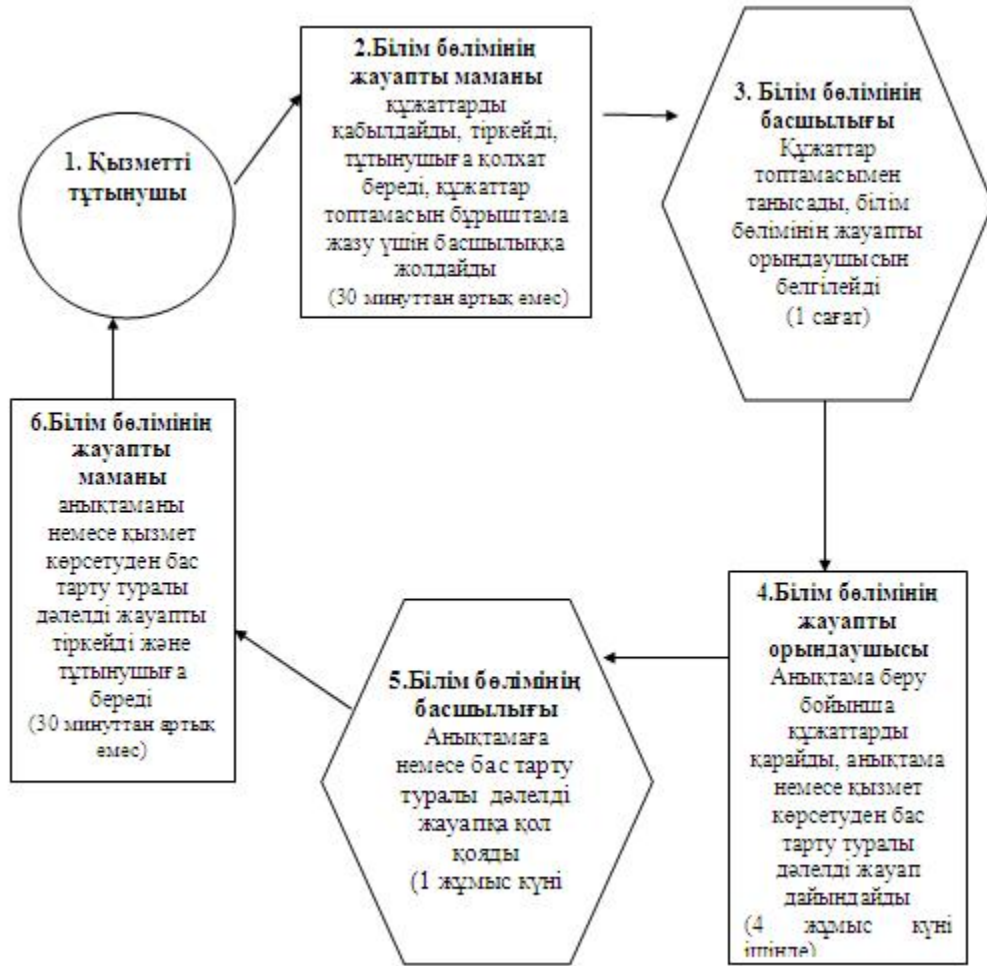 1. Қызметті
тұтынушы
2.Білім бөлімінің
жауапты маманы
құжаттарды
қабылдайды, тіркейді,
тұтынушыға қолхат
береді, құжаттар
топтамасын бұрыштама
жазу үшін басшылыққа
жолдайды
(30 минуттан артық емес)
3. Білім бөлімінің
басшылығы
Құжаттар
топтамасымен
танысады, білім
бөлімінің жауапты
орындаушысын
белгілейді
(1 сағат)
4.Білім бөлімінің
жауапты
орындаушысы
Анықтама беру
бойынша
құжаттарды
қарайды, анықтама
немесе қызмет
көрсетуден бас
тарту туралы
дәлелді жауап
дайындайды
(4 жұмыс күні
ішінде)
5.Білім бөлімінің
басшылығы
Анықтамаға
немесе бас тарту
туралы дәлелді
жауапқа қол
қояды
(1 жұмыс күні
6.Білім бөлімінің
жауапты
маманы
анықтаманы
немесе қызмет
көрсетуден бас
тарту туралы
дәлелді жауапты
тіркейді және
тұтынушыға
береді
(30 минуттан артық
емес)